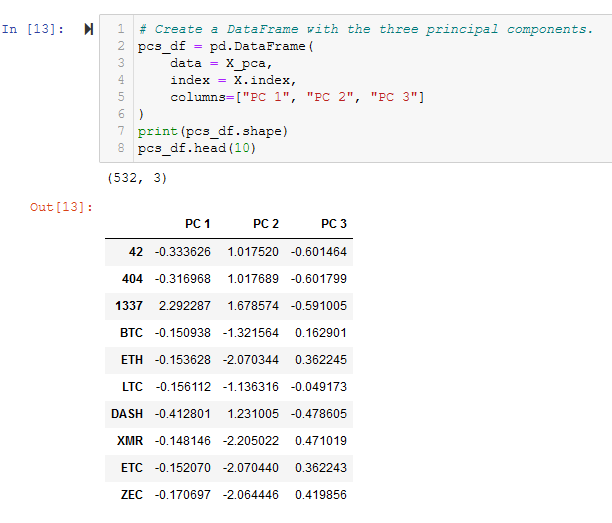 In [13]:
1 # Create a DataFrame with the three principal components.
2 pcs_df = pd.DataFrame(
3     data = X_pca,
4     index = X.index,
5     columns=["PC 1", "PC 2", "PC 3"]
6 )
7 print(pcs_df.shape)
8 pcs_df.head(10)
(532, 3)
Out[13]:
PC 1 PC 2 PC 3
42 -0.333626 1.017520 -0.601464
404 -0.316968 1.017689 -0.601799
1337 2.292287 1.678574 -0.591005
BTC -0.150938 -1.321564 0.162901
ETH -0.153628 -2.070344 0.362245
LTC -0.156112 -1.136316 -0.049173
DASH -0.412801 1.231005 -0.478605
XMR -0.148146 -2.205022 0.471019
ETC -0.152070 -2.070440 0.362243
ZEC -0.170697 -2.064446 0.419856